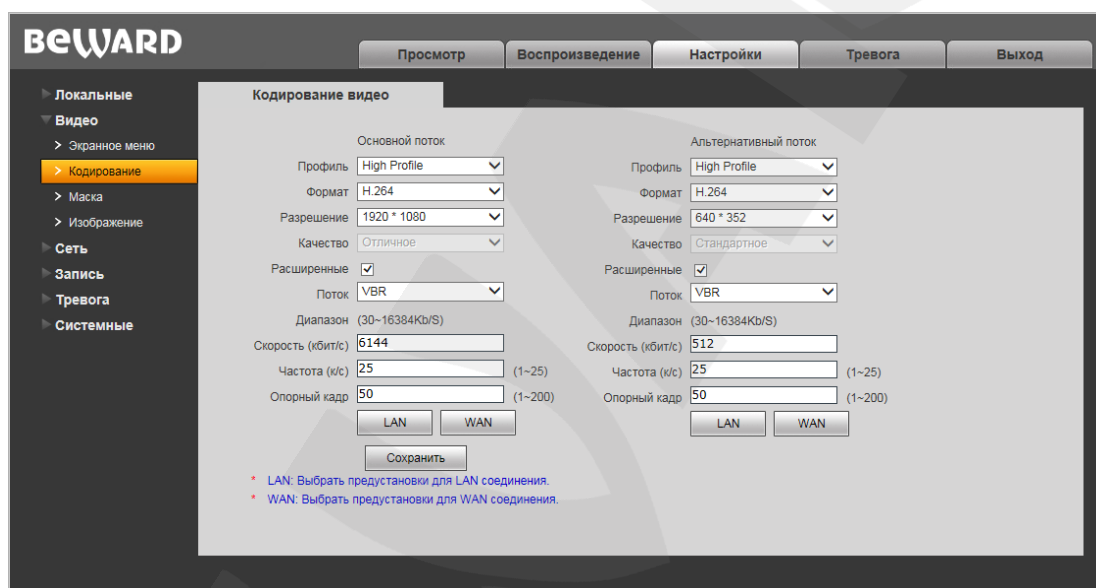 BEWARD
Просмотр Воспроизведение Настройки Тревога Выход
Локальные
Видео
> Экранное меню
> Кодирование
> Маска
> Изображение
Сеть
Запись
Тревога
Системные
Кодирование видео
Основной поток Альтернативный поток
Профиль High Profile Профиль High Profile
Формат H.264 Формат H.264
Разрешение 1920 * 1080 Разрешение 640 * 352
Качество Отличное Качество Стандартное
Расширенные Расширенные
Поток VBR Поток VBR
Диапазон (30~16384Kb/S) Диапазон (30~16384Kb/S)
Скорость (кбит/с) 6144 Скорость (кбит/с) 512
Частота (к/с) 25 (1~25) Частота (к/с) 25 (1~25)
Опорный кадр 50 (1~200) Опорный кадр 50 (1~200)
LAN WAN LAN WAN
Сохранить
* LAN: Выбрать предустановки для LAN соединения.
* WAN: Выбрать предустановки для WAN соединения.